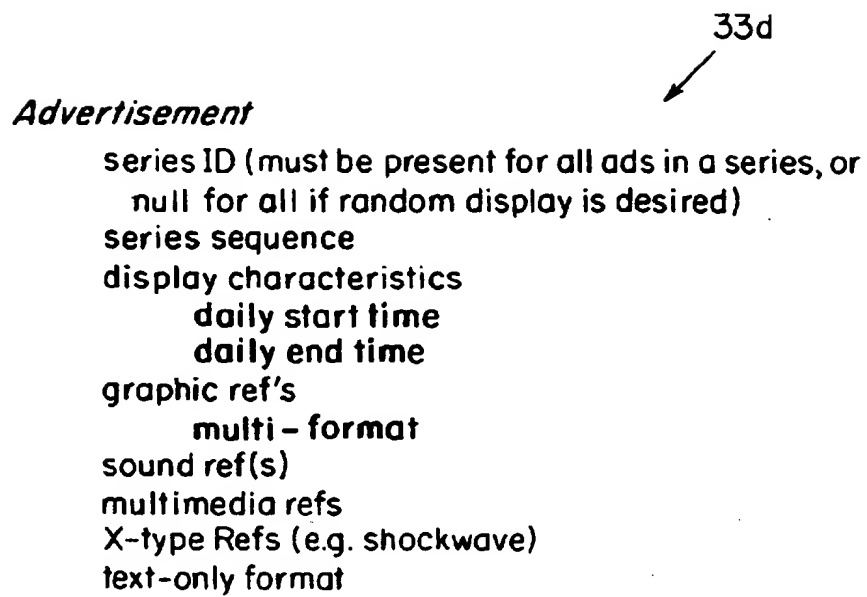 33d
Advertisement
series ID (must be present for all ads in a series, or
null for all if random display is desired)
series sequence
display characteristics
daily start time
daily end time
graphic ref's
multi-format
sound ref(s)
multimedia refs
X-type Refs (e.g. shockwave)
text-only format